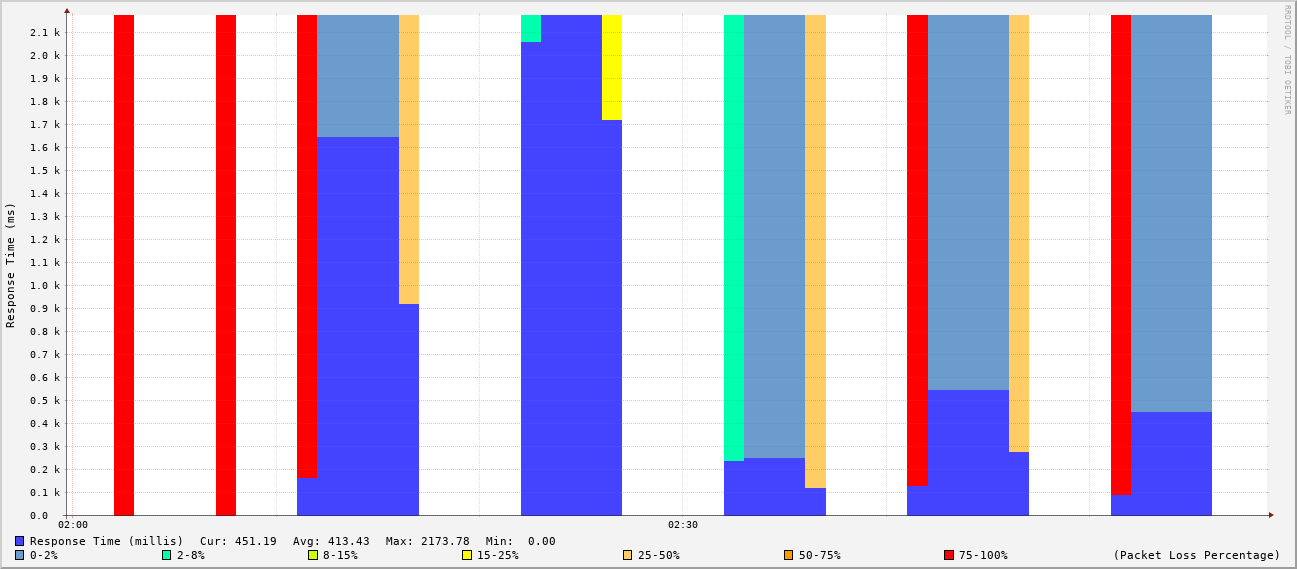 RRDTOOL / TOBI OETIKER
Response Time (ms)
2.1 k
2.0 k
1.9 k
1.8 k
1.7 k
1.6 k
1.5 k
1.4 k
1.3 k
1.2 k
1.1 k
1.0 k
0.9 k
0.8 k
0.7 k
0.6 k
0.5 k
0.4 k
0.3 k
0.2 k
0.1 k
0.0
02:00 02:30
Response Time (millis) Cur: 451.19 Avg: 413.43 Max: 2173.78 Min: 0.00
0-2% 2-8% 8-15% 15-25% 25-50% 50-75% 75-100% (Packet Loss Percentage)